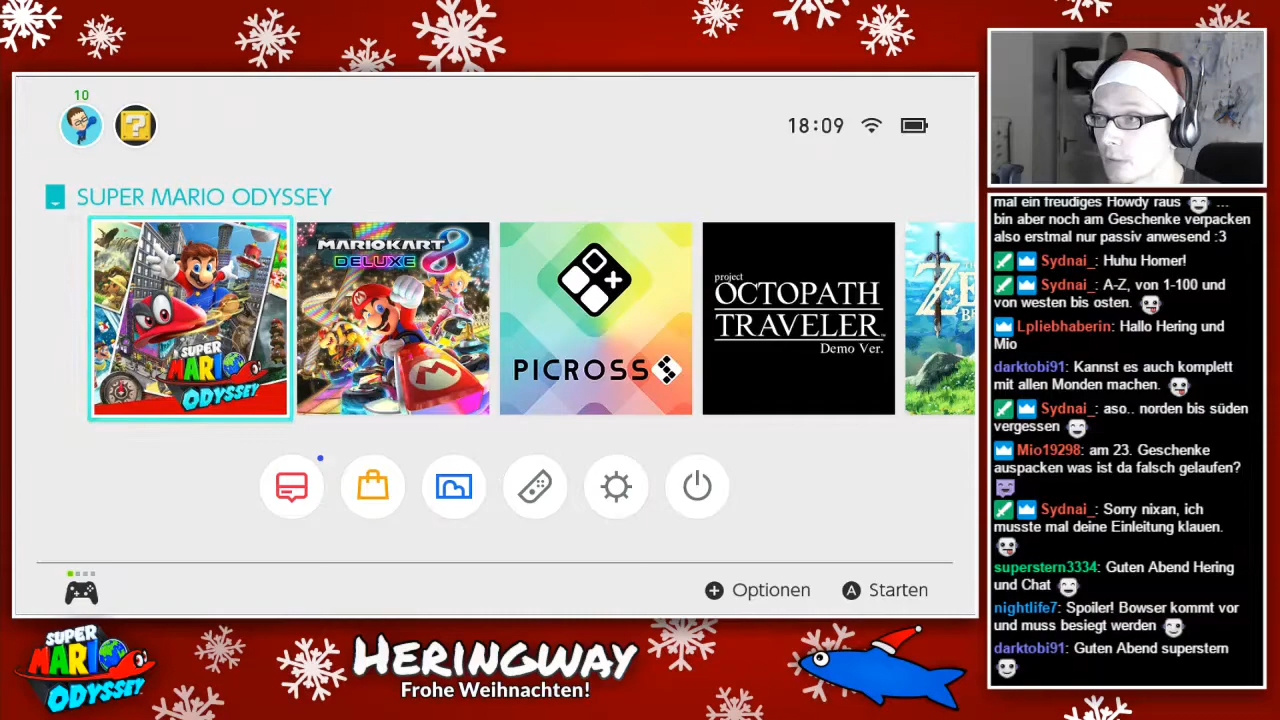 10
18:09
SUPER MARIO ODYSSEY
SUPER
MARIO
ODYSSEY
MARIOKART 8
DELUXE
PICROSS S
project
OCTOPATH
TRAVELER
Demo Ver.
Optionen
Starten
SUPER
MARIO
ODYSSEY
HERINGWAY
Frohe Weihnachten!
mal ein freudiges Howdy raus ...
bin aber noch am Geschenke verpacken
also erstmal nur passiv anwesend :3
Sydnai_: Huhu Homer!
Sydnai_: A-Z, von 1-100 und
von westen bis osten.
Lpliebhaberin: Hallo Hering und
Mio
darktobi91: Kannst es auch komplett
mit allen Monden machen.
Sydnai_: aso.. norden bis süden
vergessen
Mio19298: am 23. Geschenke
auspacken was ist da falsch gelaufen?
Sydnai_: Sorry nixan, ich
musste mal deine Einleitung klauen.
superstern3334: Guten Abend Hering
und Chat
nightlife7: Spoiler! Bowser kommt vor
und muss besiegt werden
darktobi91: Guten Abend superstern